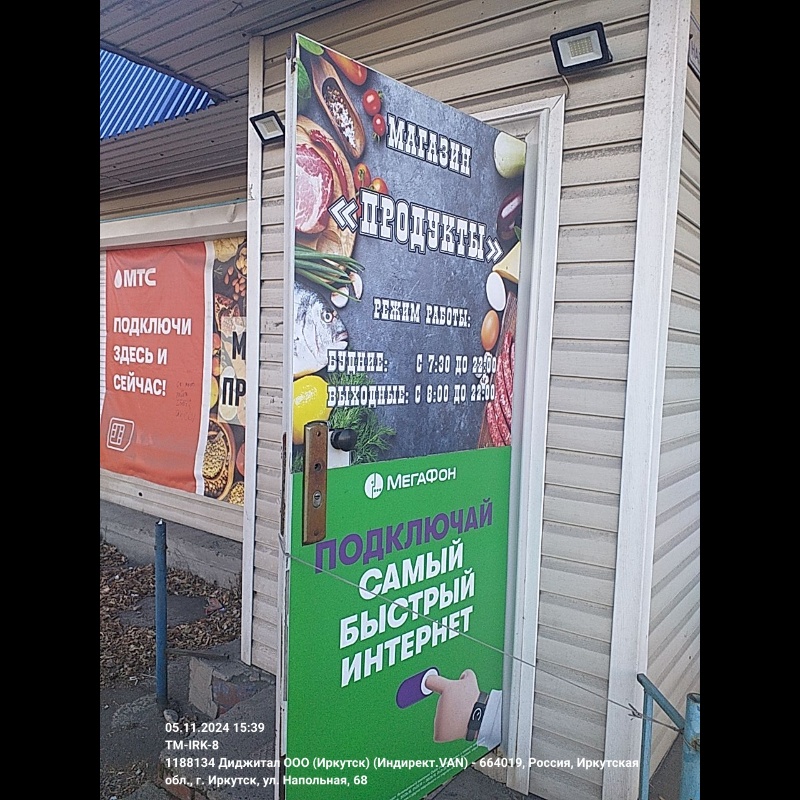 МАГАЗИН
«ПРОДУКТЫ»
РЕЖИМ РАБОТЫ:
БУДНИЕ: С 7:30 ДО 22:00
ВЫХОДНЫЕ: С 8:00 ДО 22:00
МЕГАФОН
ПОДКЛЮЧАЙ
САМЫЙ
БЫСТРЫЙ
ИНТЕРНЕТ
МТС
ПОДКЛЮЧИ
ЗДЕСЬ И
СЕЙЧАС!
М
ПР
05.11.2024 15:39
TM-IRK-8
1188134 Диджитал ООО (Иркутск) (Индирект.VAN) - 664019, Россия, Иркутская
обл., г. Иркутск, ул. Напольная, 68